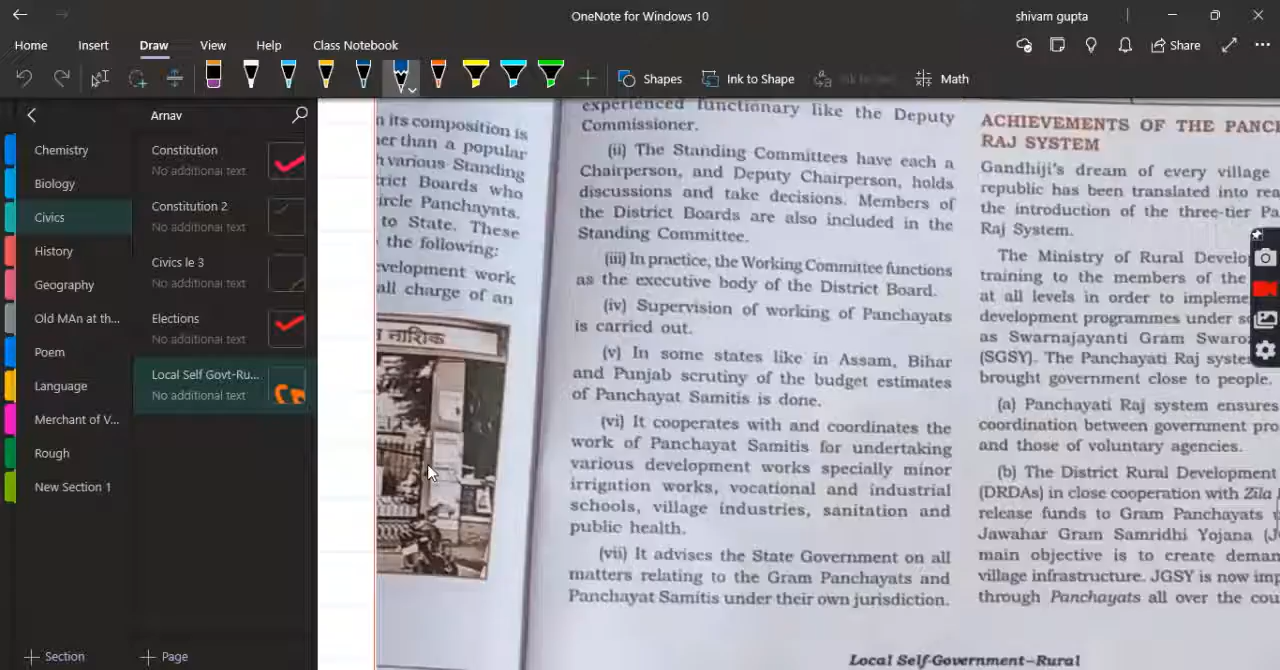 OneNote for Windows 10
shivam gupta
Home
Insert
Draw
View
Help
Class Notebook
Share
Shapes
Ink to Shape
Math
Arnav
Chemistry
Biology
Civics
History
Geography
Old MAn at th...
Poem
Language
Merchant of V...
Rough
New Section 1
Section
Constitution
No additional text
Constitution 2
No additional text
Civics le 3
No additional text
Elections
No additional text
Local Self Govt-Ru...
No additional text
Page
n its composition is
er than a popular
h various Standing
rict Boards who
ircle Panchaynts.
to State. These
the following:
evelopment work
all charge of an
नाशिक
experienced functionary like the Deputy
Commissioner.
(ii) The Standing Committees have each a
Chairperson, and Deputy Chairperson, holds
discussions and take decisions. Members of
the District Boards are also included in the
Standing Committee.
(iii) In practice, the Working Committee functions
as the executive body of the District Board.
(iv) Supervision of working of Panchayats
is carried out.
(v) In some states like in Assam, Bihar
and Punjab scrutiny of the budget estimates
of Panchayat Samitis is done.
(vi) It cooperates with and coordinates the
work of Panchayat Samitis for undertaking
various development works specially minor
irrigation works, vocational and industrial
schools, village industries, sanitation and
public health.
(vii) It advises the State Government on all
matters relating to the Gram Panchayats and
Panchayat Samitis under their own jurisdiction.
ACHIEVEMENTS OF THE PANCH
RAJ SYSTEM
Gandhiji's dream of every village
republic has been translated into rea
the introduction of the three-tier Pa
Raj System.
The Ministry of Rural Develo
training to the members of the
at all levels in order to impleme
development programmes under s
as Swarnajayanti Gram Swaro
(SGSY). The Panchayati Raj syste
brought government close to people.
(a) Panchayati Raj system ensures
coordination between government pro
and those of voluntary agencies.
(b) The District Rural Development
(DRDAs) in close cooperation with Zila
release funds to Gram Panchayats u
Jawahar Gram Samridhi Yojana (J
main objective is to create deman
village infrastructure. JGSY is now imp
through Panchayats all over the cou
Local Self-Government–Rural